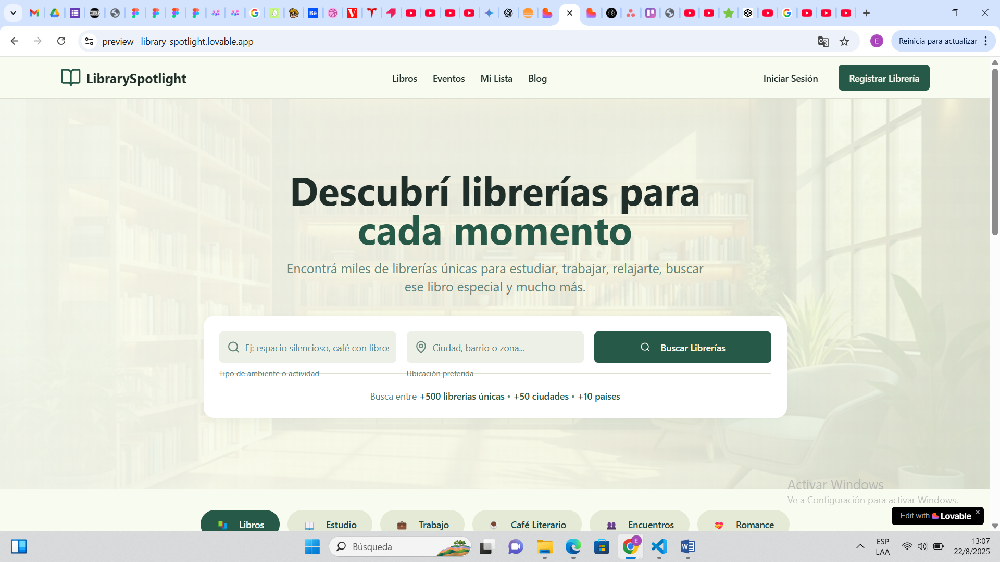 preview--library-spotlight.lovable.app
E
Reinicia para actualizar
LibrarySpotlight
Libros
Eventos
Mi Lista
Blog
Iniciar Sesión
Registrar Librería
Descubrí librerías para
cada momento
Encontrá miles de librerías únicas para estudiar, trabajar, relajarte, buscar
ese libro especial y mucho más.
Ej: espacio silencioso, café con libros
Ciudad, barrio o zona...
Buscar Librerías
Tipo de ambiente o actividad
Ubicación preferida
Busca entre +500 librerías únicas • +50 ciudades • +10 países
Activar Windows
Ve a Configuración para activar Windows.
Edit with Lovable
Libros
Estudio
Trabajo
Café Literario
Encuentros
Romance
Búsqueda
ESP
LAA
13:07
22/8/2025